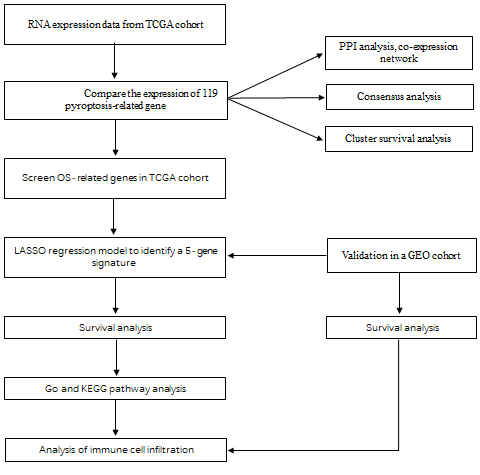 RNA expression data from TCGA cohort
PPI analysis, co-expression
network
Compare the expression of 119
pyroptosis-related gene
Consensus analysis
Cluster survival analysis
Screen OS-related genes in TCGA cohort
LASSO regression model to identify a 5-gene
signature
Validation in a GEO cohort
Survival analysis
Survival analysis
Go and KEGG pathway analysis
Analysis of immune cell infiltration